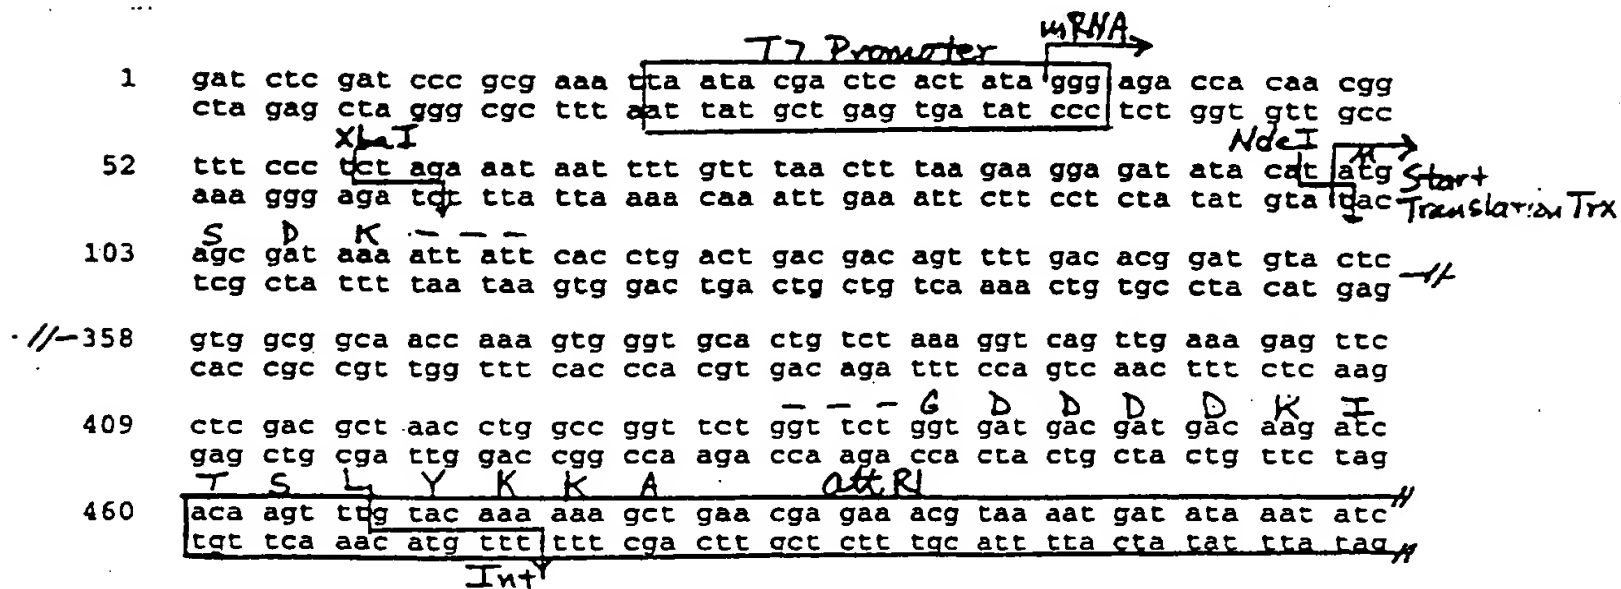 T7 Promoter mRNA
1 gat ctc gat ccc gcg aaa tta ata cga ctc act ata ggg aga cca caa cgg
cta gag cta ggg cgc ttt aat tat gct gag tga tat ccc tct ggt gtt gcc
XbaI NdeI
52 ttt ccc tct aga aat aat ttt gtt taa ctt taa gaa gga gat ata cat atg
M Start
aaa ggg aga tct tta tta aaa caa att gaa att ctt cct cta tat gta tac
Translation Trx
S D K - - -
103 agc gat aaa att att cac ctg act gac gac agt ttt gac acg gat gta ctc
tcg cta ttt taa taa gtg gac tga ctg ctg tca aaa ctg tgc cta cat gag
358 gtg gcg gca acc aaa gtg ggt gca ctg tct aaa ggt cag ttg aaa gag ttc
cac cgc cgt tgg ttt cac cca cgt gac aga ttt cca gtc aac ttt ctc aag
- - - G D D D D K I
409 ctc gac gct aac ctg gcc ggt tct ggt tct ggt gat gac gat gac aag atc
gag ctg cga ttg gac cgg cca aga cca aga cca cta ctg cta ctg ttc tag
T S L Y K K A attR1
460 aca agt ttg tac aaa aaa gct gaa cga gaa acg taa aat gat ata aat atc
tgt tca aac atg ttt ttt cga ctt gct ctt tgc att tta cta tat tta tag
Int